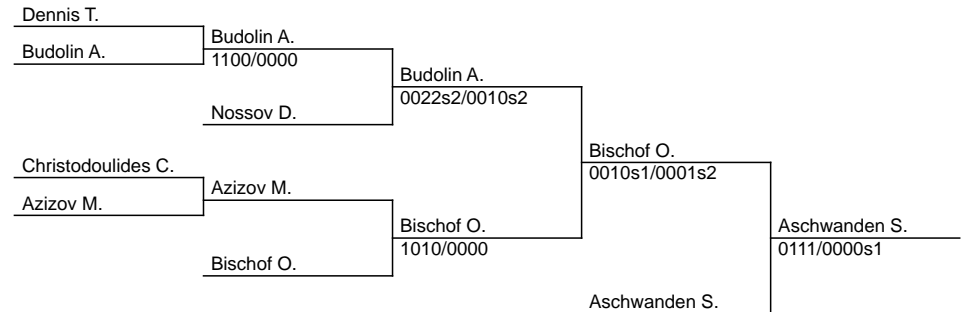 Dennis T.
Budolin A.
Budolin A.
1100/0000
Budolin A.
0022s2/0010s2
Nossov D.
Bischof O.
0010s1/0001s2
Christodoulides C.
Azizov M.
Azizov M.
Bischof O.
1010/0000
Aschwanden S.
0111/0000s1
Bischof O.
Aschwanden S.